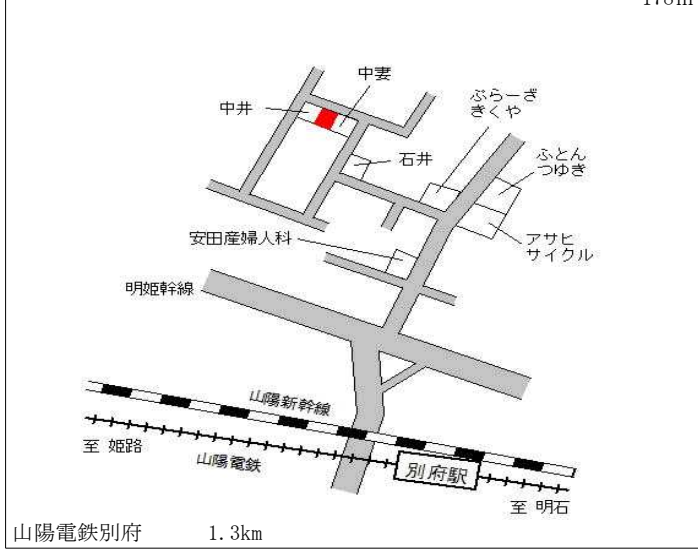 中妻
中井
ぶらーざ
きくや
石井
ふとん
つゆき
安田産婦人科
アサヒ
サイクル
明姫幹線
山陽新幹線
至 姫路
山陽電鉄
別府駅
至 明石
山陽電鉄別府 1.3km